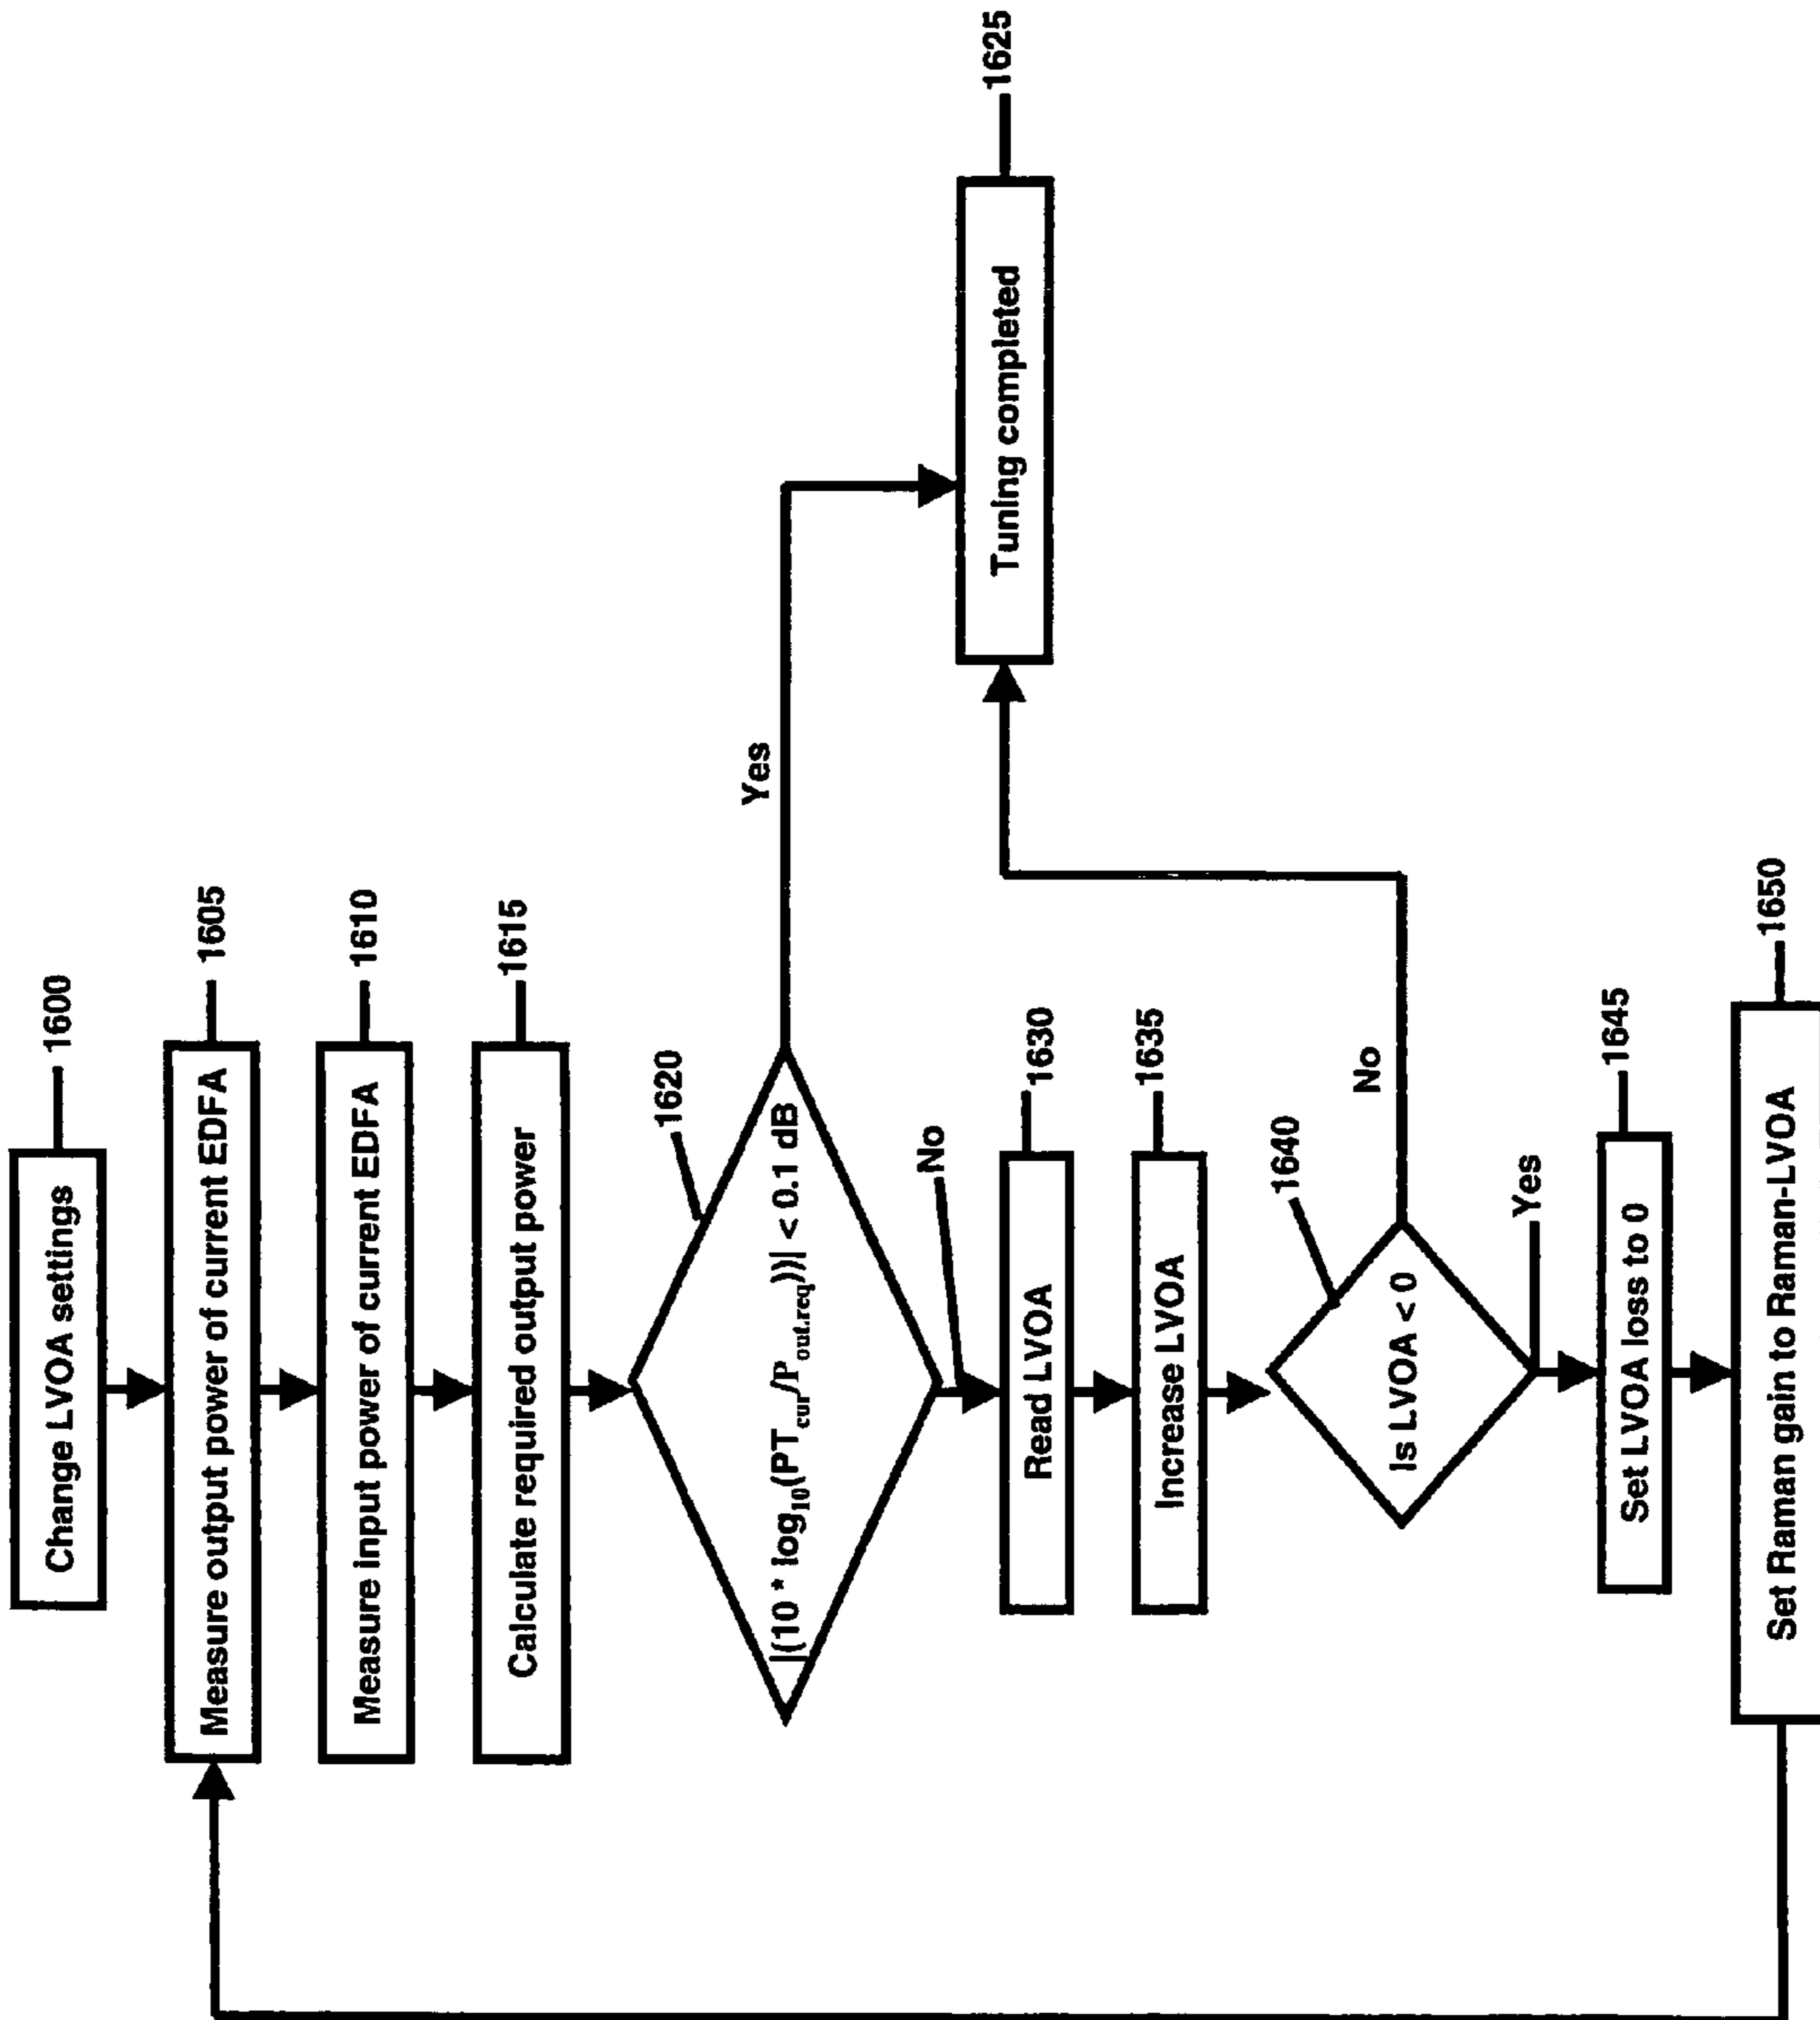 Change LVOA settings
1600
Measure output power of current EDFA
1605
Measure input power of current EDFA
1610
Calculate required output power
1615
|(10 * log10(PTcur/Pout.req))| < 0.1 dB
1620
Yes
Tuning completed
1625
No
Read LVOA
1630
Increase LVOA
1635
Is LVOA < 0
1640
No
Yes
Set LVOA loss to 0
1645
Set Raman gain to Raman-LVOA
1650